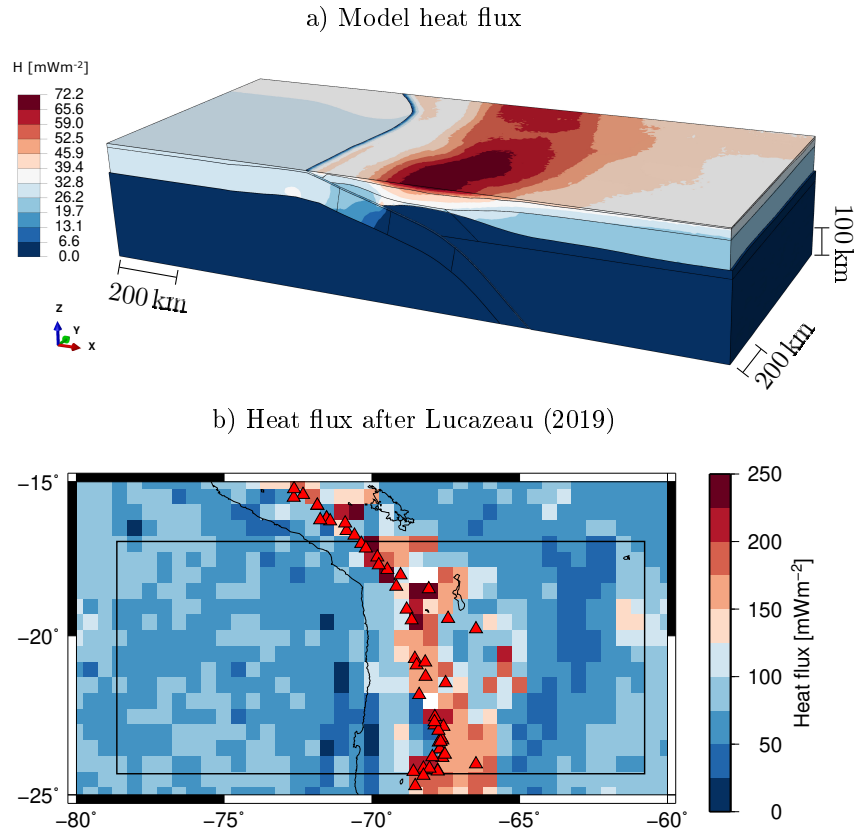 a) Model heat flux
H [mWm-2]
72.2
65.6
59.0
52.5
45.9
39.4
32.8
26.2
19.7
13.1
6.6
0.0
200 km
100 km
200 km
Z
Y
X
b) Heat flux after Lucazeau (2019)
−15°
−20°
−25°
−80°
−75°
−70°
−65°
−60°
250
200
150
100
50
0
Heat flux [mWm−2]